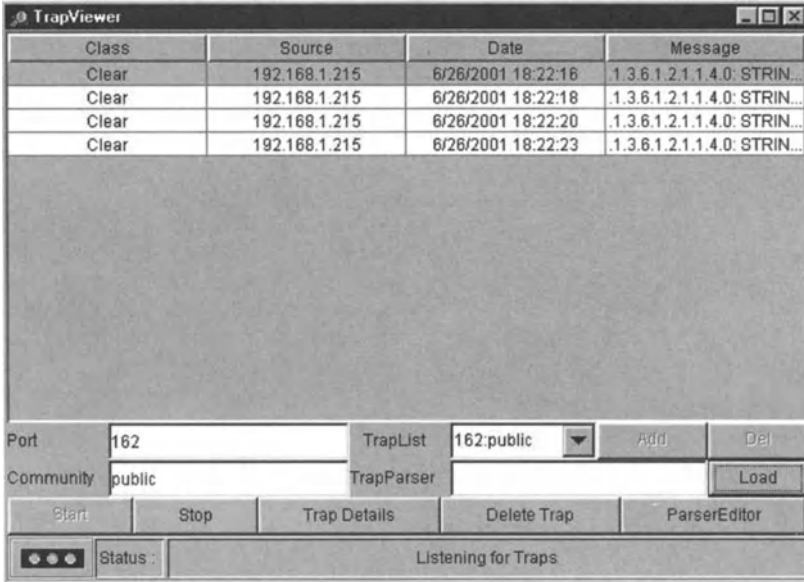 TrapViewer
Class Source Date Message
Clear 192.168.1.215 6/26/2001 18:22:16 .1.3.6.1.2.1.1.4.0: STRIN...
Clear 192.168.1.215 6/26/2001 18:22:18 .1.3.6.1.2.1.1.4.0: STRIN...
Clear 192.168.1.215 6/26/2001 18:22:20 .1.3.6.1.2.1.1.4.0: STRIN...
Clear 192.168.1.215 6/26/2001 18:22:23 .1.3.6.1.2.1.1.4.0: STRIN...
Port 162 TrapList 162:public Add Del
Community public TrapParser Load
Start Stop Trap Details Delete Trap ParserEditor
Status : Listening for Traps